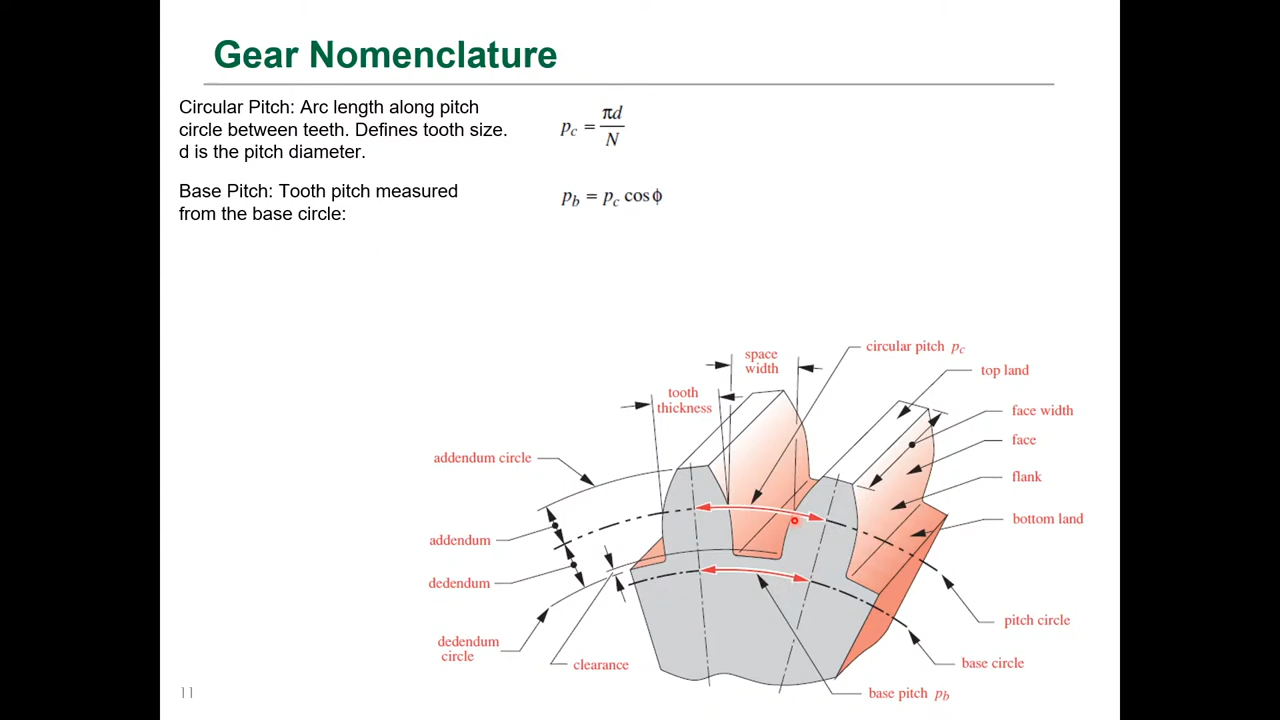 Gear Nomenclature
Circular Pitch: Arc length along pitch
circle between teeth. Defines tooth size.
d is the pitch diameter.
p_c = πd/N
Base Pitch: Tooth pitch measured
from the base circle:
p_b = p_c cos ϕ
space
width
circular pitch p_c
top land
tooth
thickness
face width
face
addendum circle
flank
bottom land
addendum
dedendum
pitch circle
dedendum
circle
clearance
base circle
base pitch p_b
11